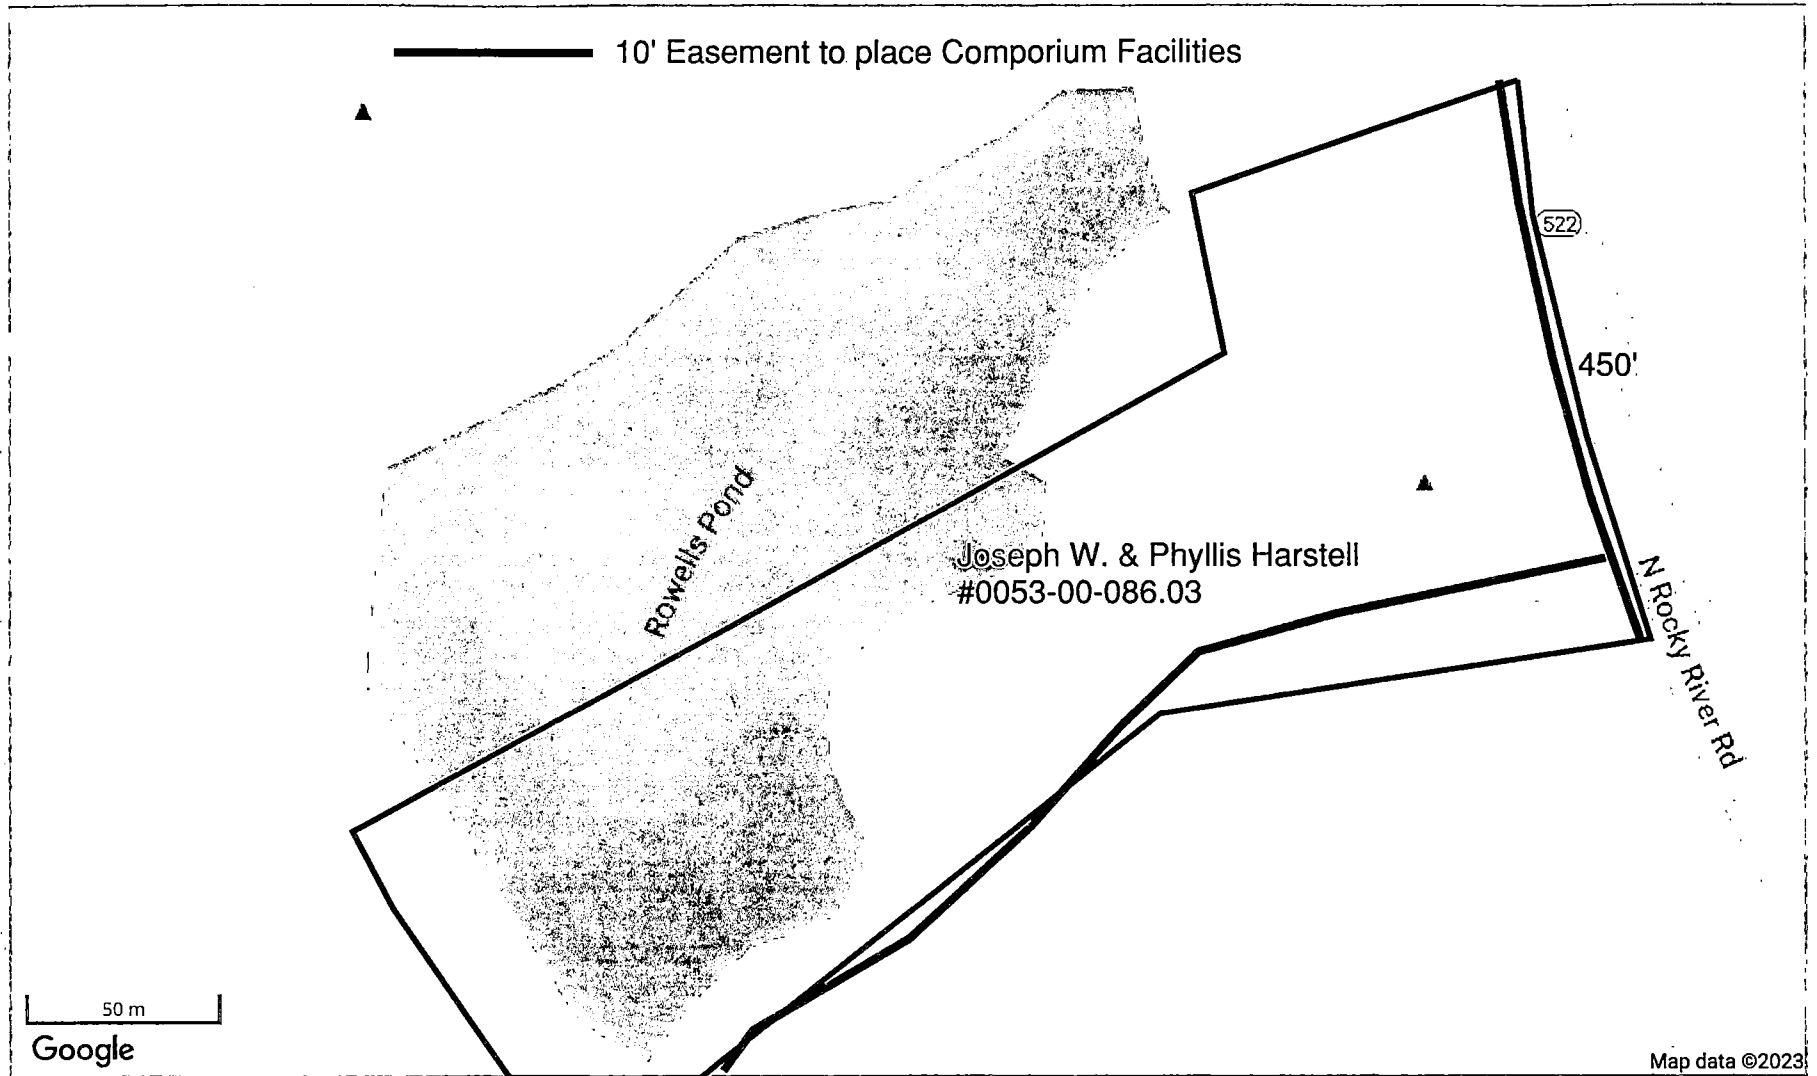 10' Easement to place Comporium Facilities
522
450'
Rowells Pond
Joseph W. & Phyllis Harstell
#0053-00-086.03
N Rocky River Rd
50 m
Google
Map data ©2023